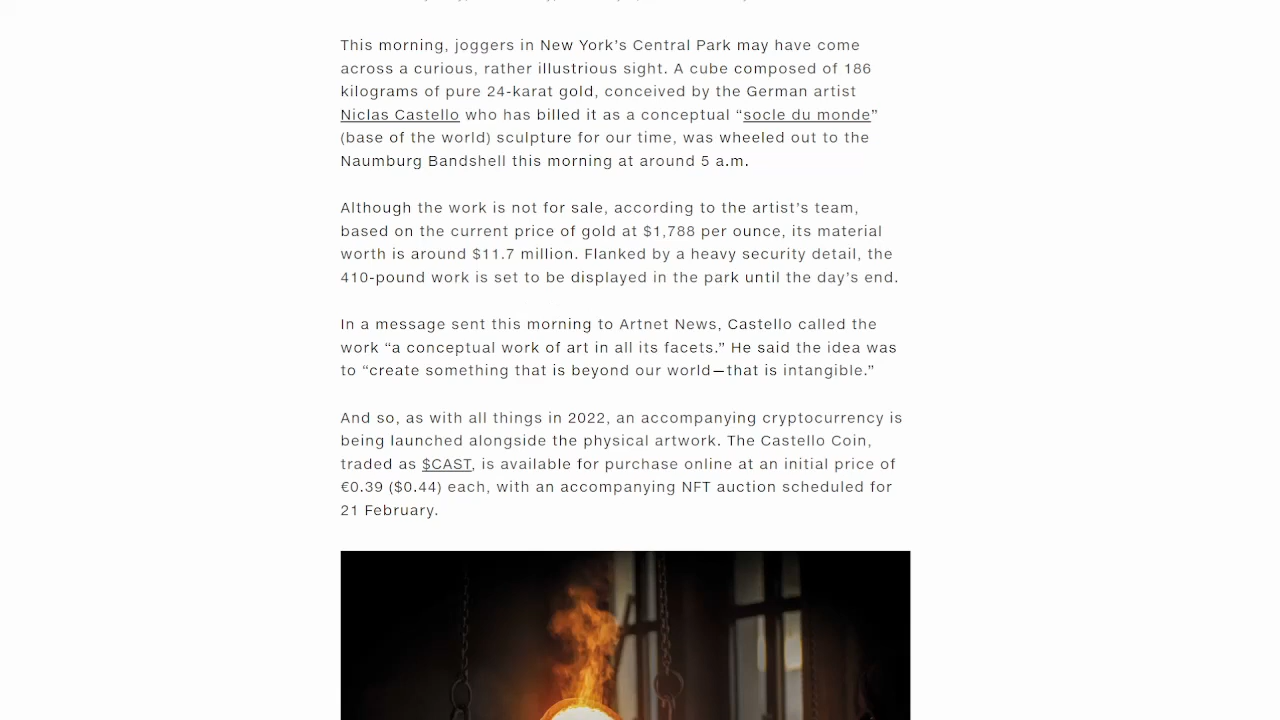 This morning, joggers in New York’s Central Park may have come
across a curious, rather illustrious sight. A cube composed of 186
kilograms of pure 24-karat gold, conceived by the German artist
Niclas Castello who has billed it as a conceptual “socle du monde”
(base of the world) sculpture for our time, was wheeled out to the
Naumburg Bandshell this morning at around 5 a.m.
Although the work is not for sale, according to the artist’s team,
based on the current price of gold at $1,788 per ounce, its material
worth is around $11.7 million. Flanked by a heavy security detail, the
410-pound work is set to be displayed in the park until the day’s end.
In a message sent this morning to Artnet News, Castello called the
work “a conceptual work of art in all its facets.” He said the idea was
to “create something that is beyond our world—that is intangible.”
And so, as with all things in 2022, an accompanying cryptocurrency is
being launched alongside the physical artwork. The Castello Coin,
traded as $CAST, is available for purchase online at an initial price of
€0.39 ($0.44) each, with an accompanying NFT auction scheduled for
21 February.